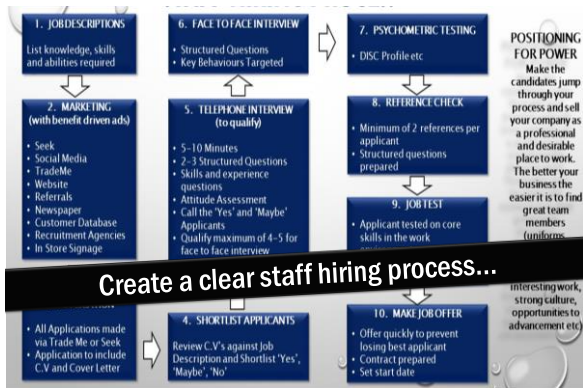 1. JOB DESCRIPTIONS
List knowledge, skills
and abilities required
2. MARKETING
(with benefit driven ads)
• Seek
• Social Media
• TradeMe
• Website
• Referrals
• Newspaper
• Customer Database
• Recruitment Agencies
• In Store Signage
• All Applications made
via Trade Me or Seek
• Application to include
C.V and Cover Letter
4. SHORTLIST APPLICANTS
Review C.V's against Job
Description and Shortlist 'Yes',
'Maybe', 'No'
5. TELEPHONE INTERVIEW
(to qualify)
• 5-10 Minutes
• 2-3 Structured Questions
• Skills and experience
questions
• Attitude Assessment
• Call the 'Yes' and 'Maybe'
Applicants
• Qualify maximum of 4-5 for
face to face interview
6. FACE TO FACE INTERVIEW
• Structured Questions
• Key Behaviours Targeted
7. PSYCHOMETRIC TESTING
• DISC Profile etc
8. REFERENCE CHECK
• Minimum of 2 references per
applicant
• Structured questions
prepared
9. JOB TEST
• Applicant tested on core
skills in the work
10. MAKE JOB OFFER
• Offer quickly to prevent
losing best applicant
• Contract prepared
• Set start date
POSITIONING
FOR POWER
Make the
candidates jump
through your
process and sell
your company as
a professional
and desirable
place to work.
The better your
business the
easier it is to find
great team
members
(uniforms,
interesting work,
strong culture,
opportunities to
advancement etc)
Create a clear staff hiring process...